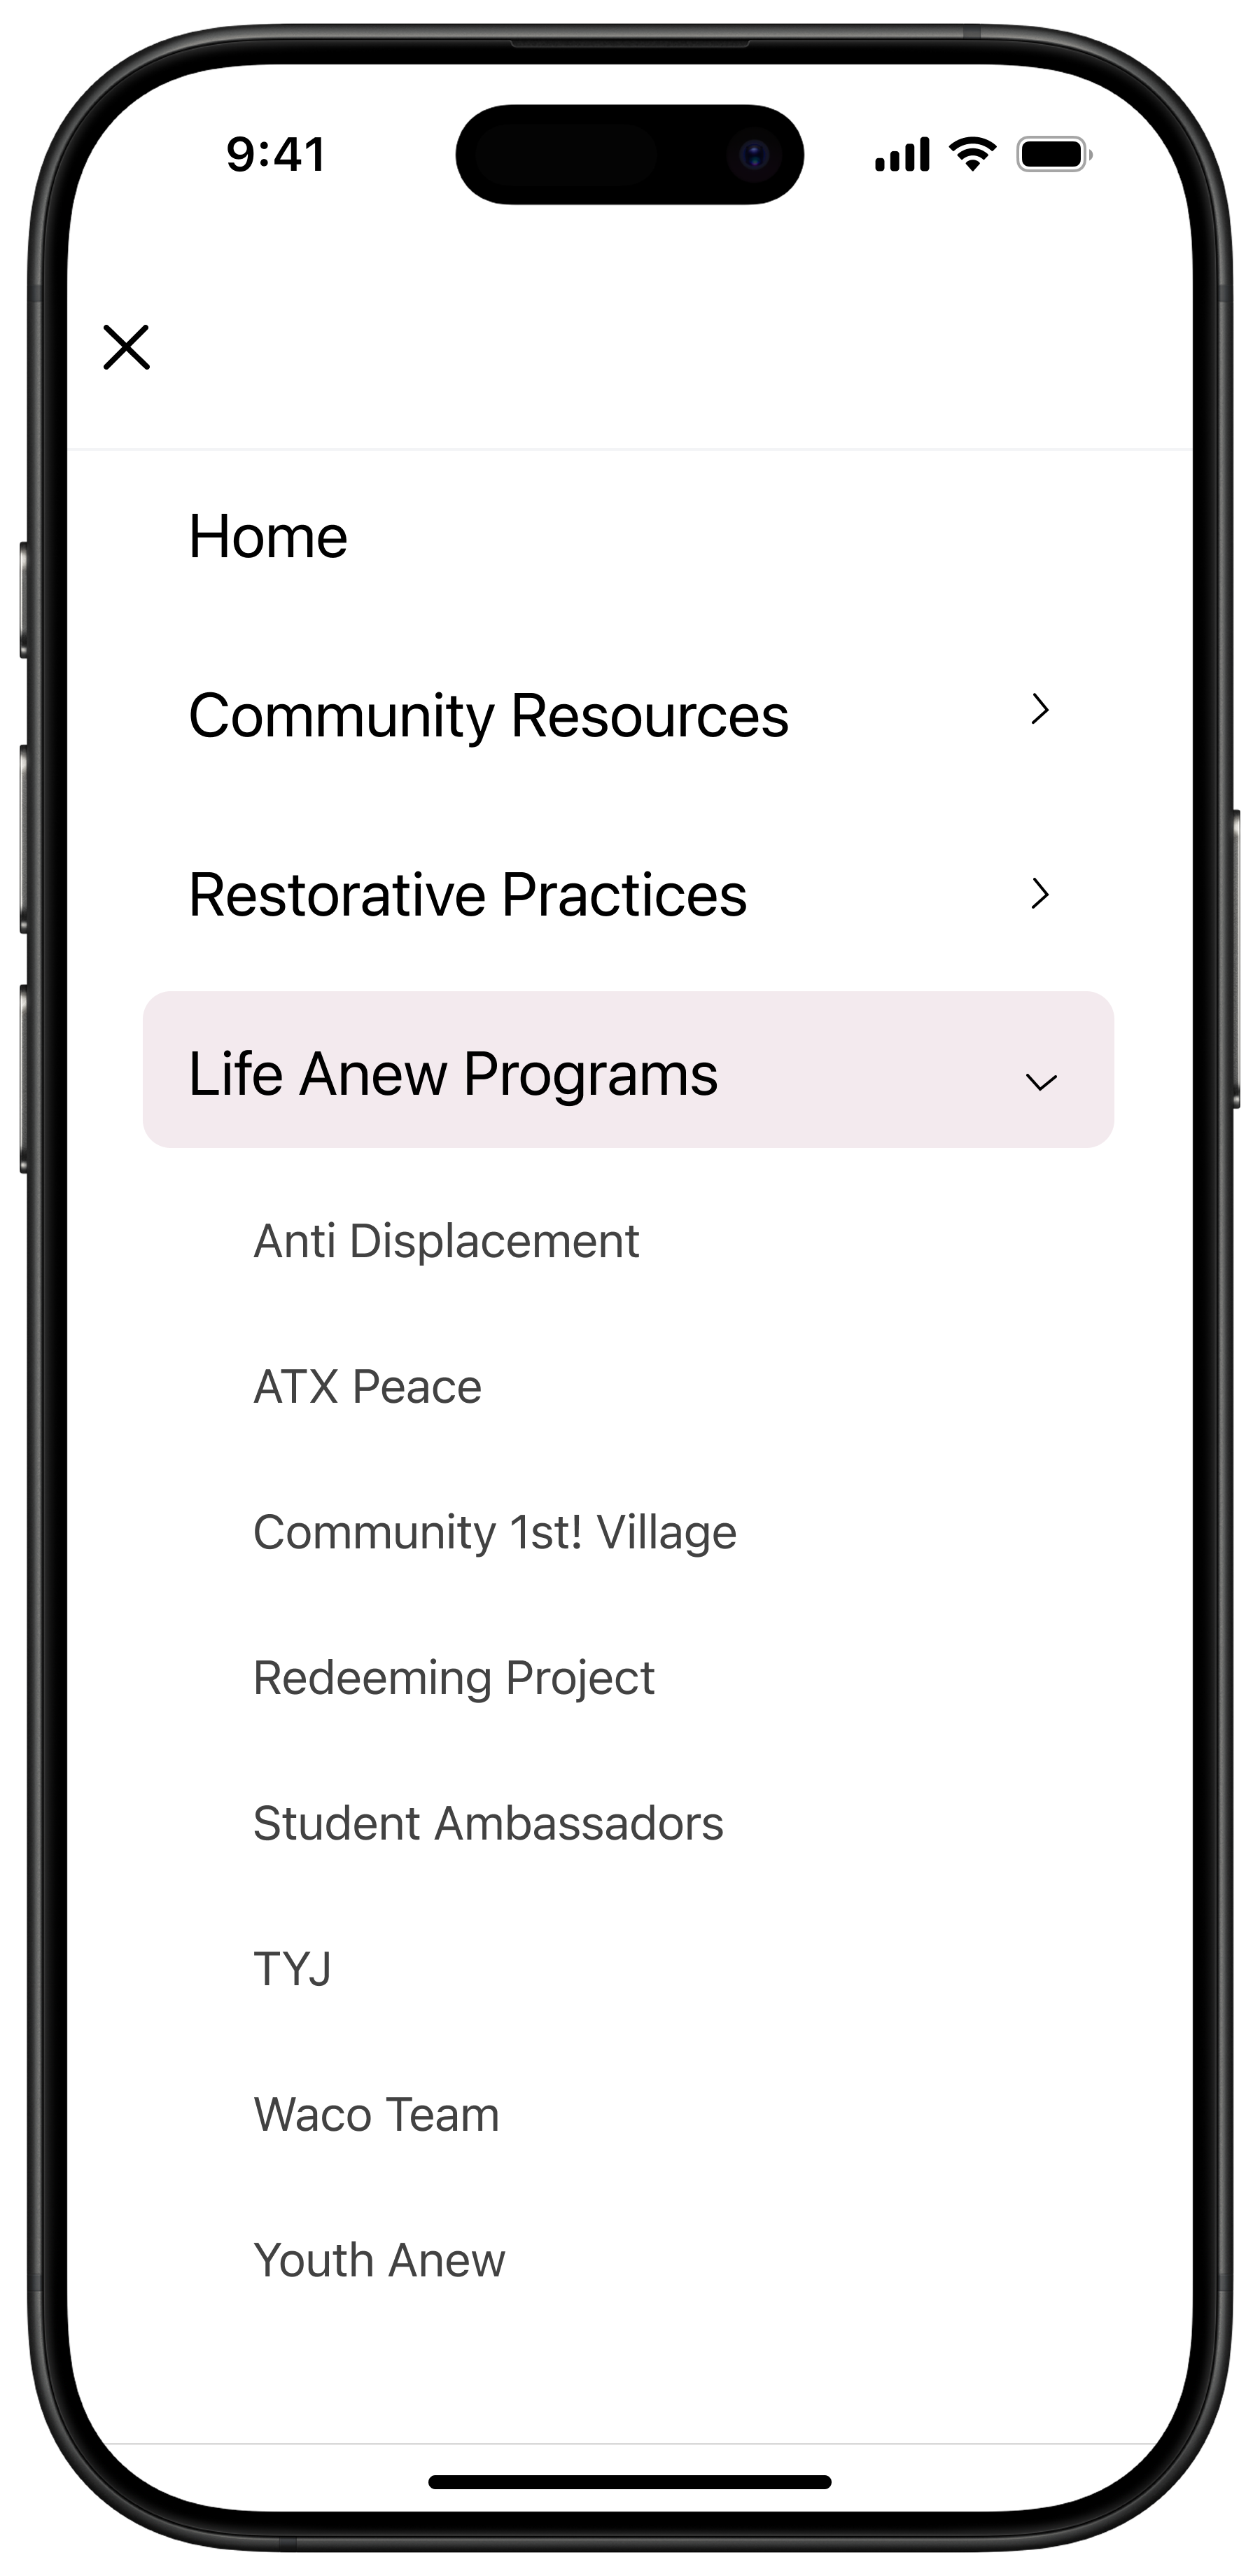 9:41
Home
Community Resources
Restorative Practices
Life Anew Programs
Anti Displacement
ATX Peace
Community 1st! Village
Redeeming Project
Student Ambassadors
TYJ
Waco Team
Youth Anew